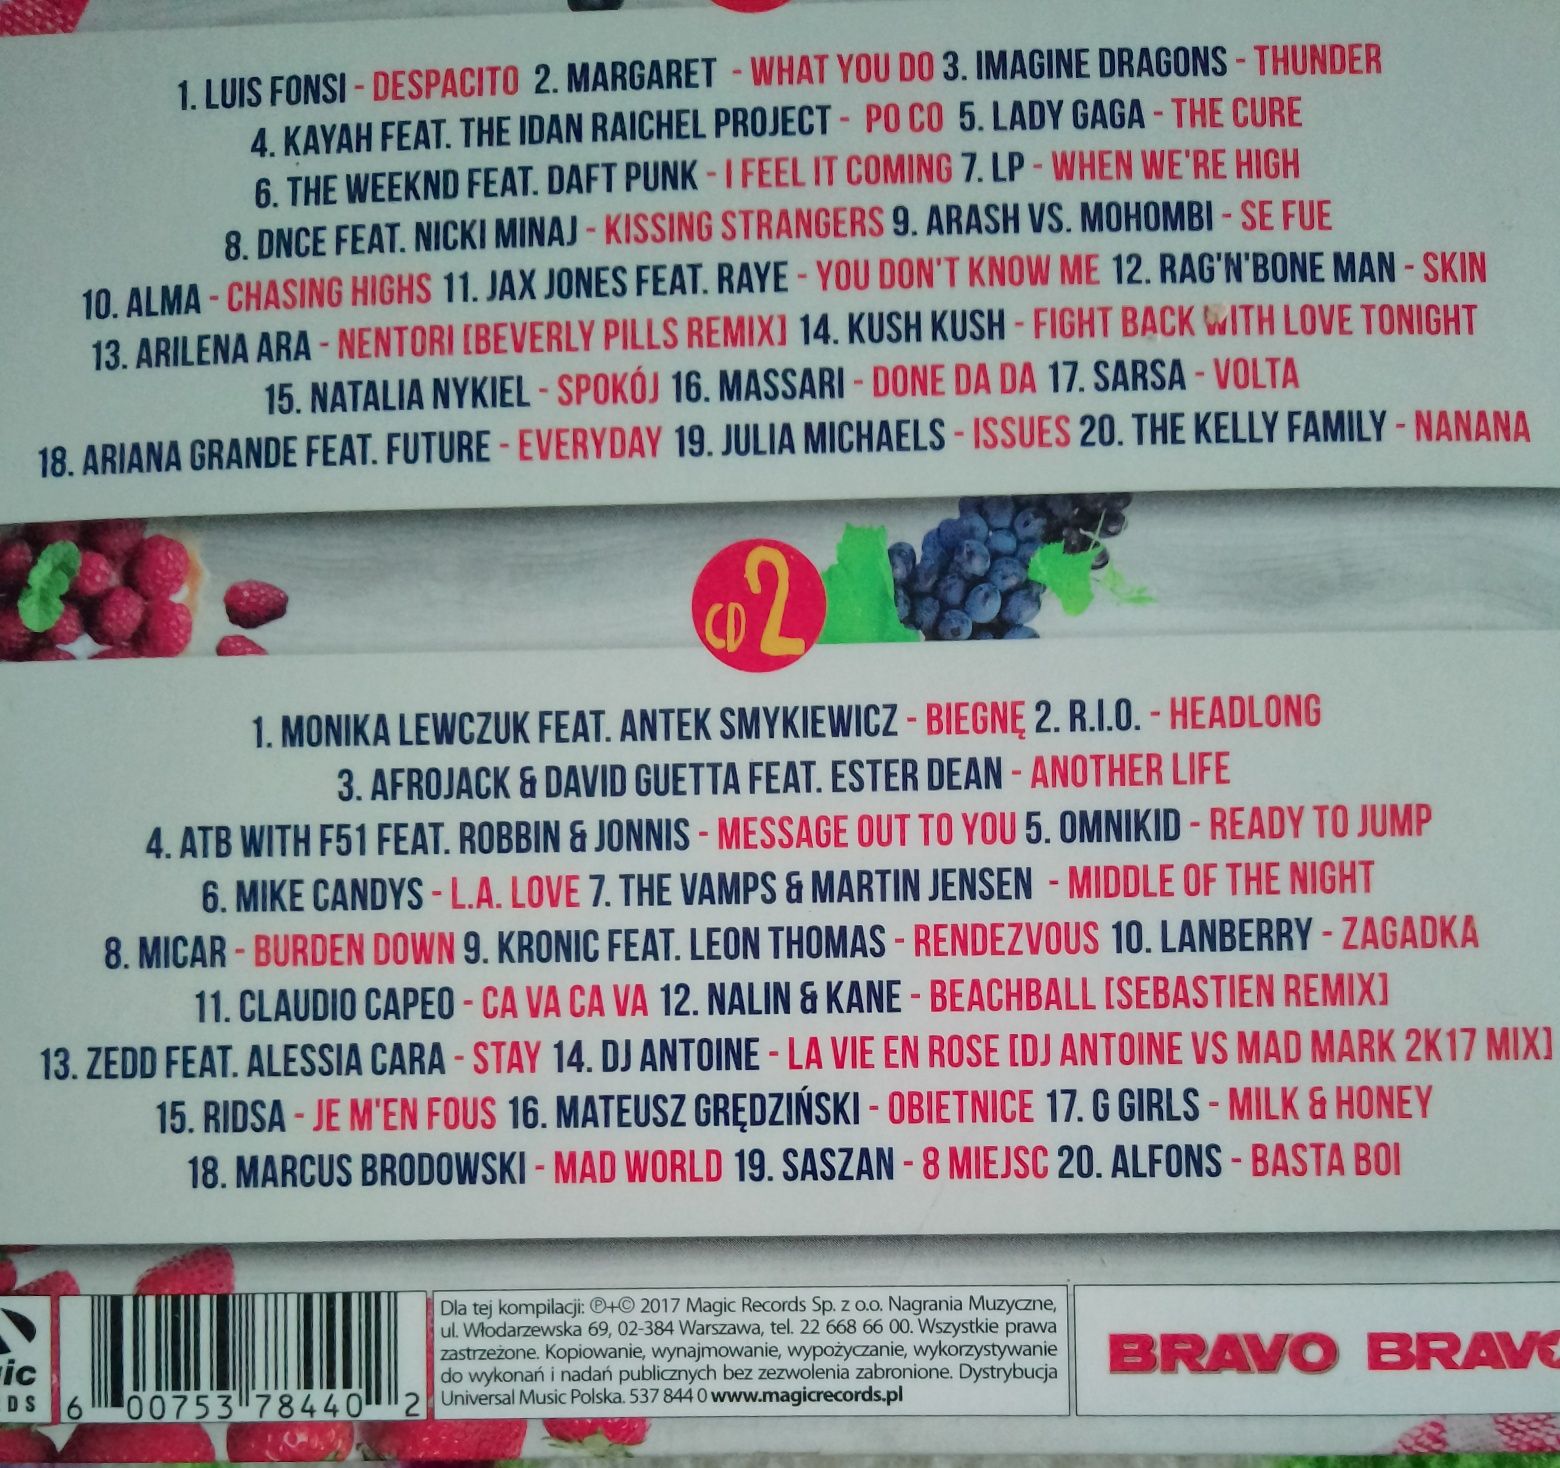 1. LUIS FONSI - DESPACITO 2. MARGARET - WHAT YOU DO 3. IMAGINE DRAGONS - THUNDER
4. KAYAH FEAT. THE IDAN RAICHEL PROJECT - PO CO 5. LADY GAGA - THE CURE
6. THE WEEKND FEAT. DAFT PUNK - I FEEL IT COMING 7. LP - WHEN WE'RE HIGH
8. DNCE FEAT. NICKI MINAJ - KISSING STRANGERS 9. ARASH VS. MOHOMBI - SE FUE
10. ALMA - CHASING HIGHS 11. JAX JONES FEAT. RAYE - YOU DON'T KNOW ME 12. RAG'N'BONE MAN - SKIN
13. ARILENA ARA - NENTORI [BEVERLY PILLS REMIX] 14. KUSH KUSH - FIGHT BACK WITH LOVE TONIGHT
15. NATALIA NYKIEL - SPOKÓJ 16. MASSARI - DONE DA DA 17. SARSA - VOLTA
18. ARIANA GRANDE FEAT. FUTURE - EVERYDAY 19. JULIA MICHAELS - ISSUES 20. THE KELLY FAMILY - NANANA
CD 2
1. MONIKA LEWCZUK FEAT. ANTEK SMYKIEWICZ - BIEGNĘ 2. R.I.O. - HEADLONG
3. AFROJACK & DAVID GUETTA FEAT. ESTER DEAN - ANOTHER LIFE
4. ATB WITH F51 FEAT. ROBBIN & JONNIS - MESSAGE OUT TO YOU 5. OMNIKID - READY TO JUMP
6. MIKE CANDYS - L.A. LOVE 7. THE VAMPS & MARTIN JENSEN - MIDDLE OF THE NIGHT
8. MICAR - BURDEN DOWN 9. KRONIC FEAT. LEON THOMAS - RENDEZVOUS 10. LANBERRY - ZAGADKA
11. CLAUDIO CAPEO - CA VA CA VA 12. NALIN & KANE - BEACHBALL [SEBASTIEN REMIX]
13. ZEDD FEAT. ALESSIA CARA - STAY 14. DJ ANTOINE - LA VIE EN ROSE [DJ ANTOINE VS MAD MARK 2K17 MIX]
15. RIDSA - JE M'EN FOUS 16. MATEUSZ GRĘDZIŃSKI - OBIETNICE 17. G GIRLS - MILK & HONEY
18. MARCUS BRODOWSKI - MAD WORLD 19. SASZAN - 8 MIEJSC 20. ALFONS - BASTA BOI
Dla tej kompilacji: ℗+© 2017 Magic Records Sp. z o.o. Nagrania Muzyczne,
ul. Włodarzewska 69, 02-384 Warszawa, tel. 22 668 66 00. Wszystkie prawa
zastrzeżone. Kopiowanie, wynajmowanie, wypożyczanie, wykorzystywanie
do wykonań i nadań publicznych bez zezwolenia zabronione. Dystrybucja
Universal Music Polska. 537 844 0 www.magicrecords.pl
6 00753 78440 2
BRAVO BRAVO